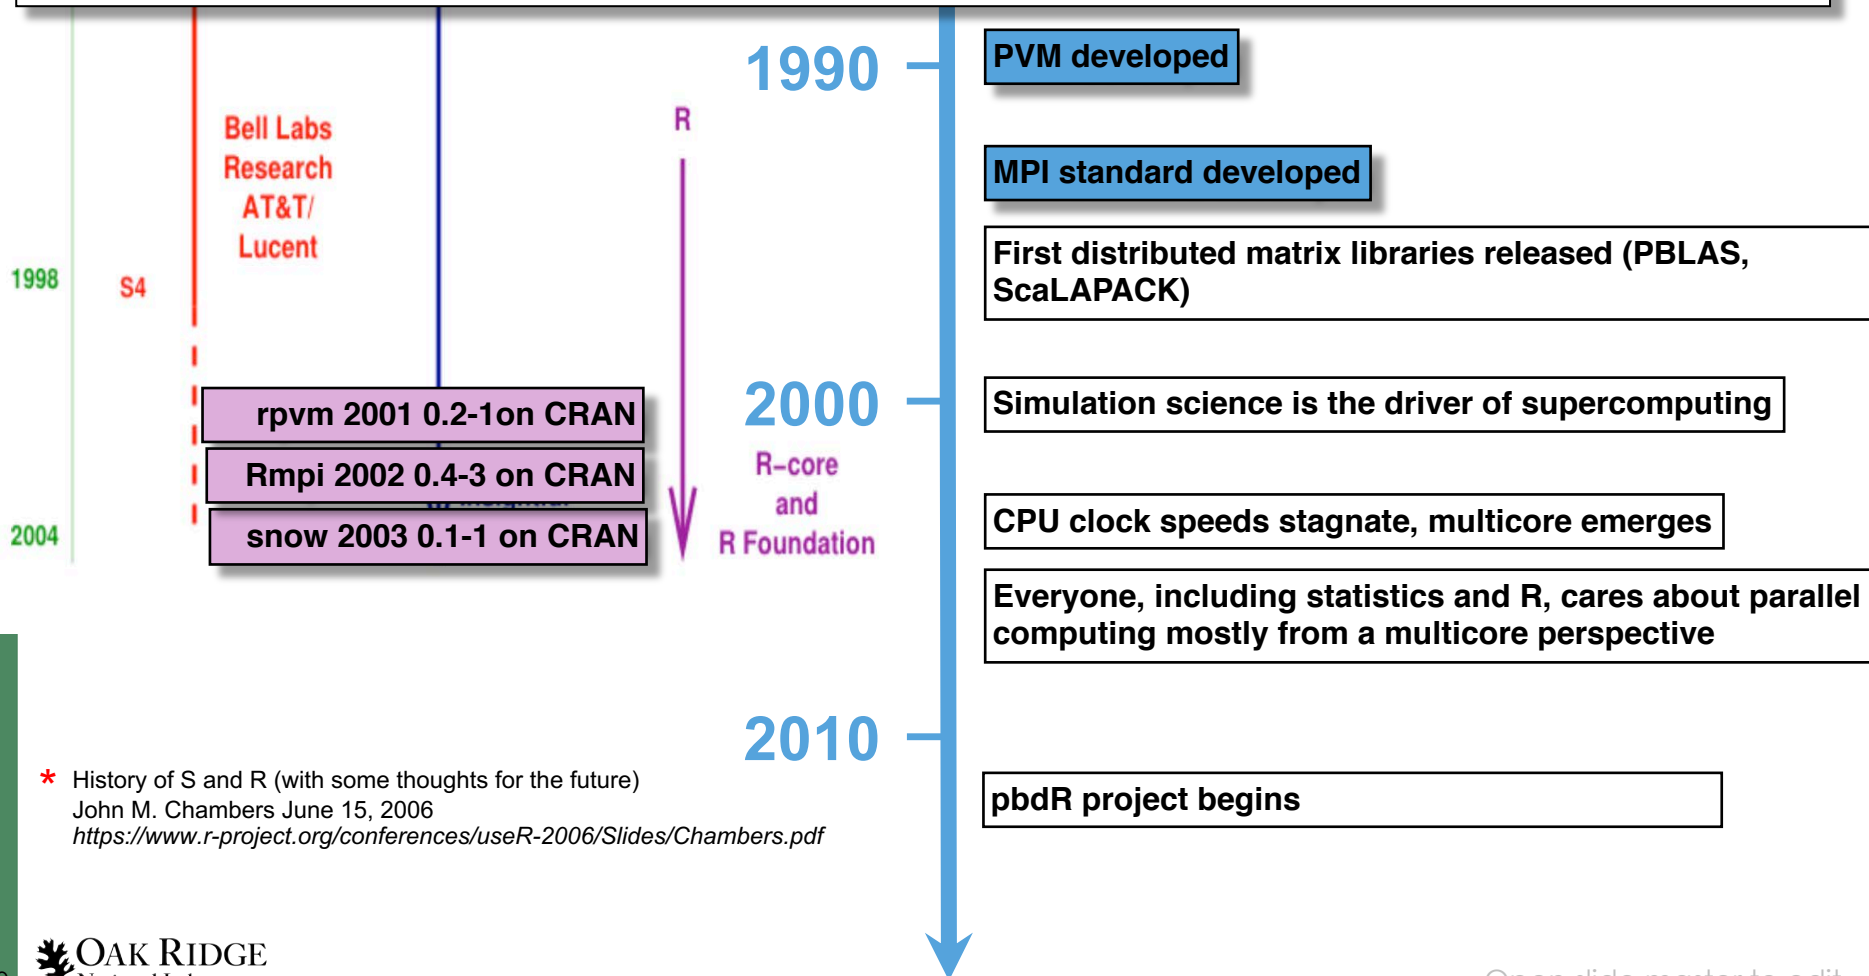 1990
PVM developed
Bell Labs
Research
AT&T/
Lucent
R
MPI standard developed
First distributed matrix libraries released (PBLAS,
ScaLAPACK)
1998
S4
2000
Simulation science is the driver of supercomputing
rpvm 2001 0.2-1on CRAN
Rmpi 2002 0.4-3 on CRAN
snow 2003 0.1-1 on CRAN
R–core
and
R Foundation
2004
CPU clock speeds stagnate, multicore emerges
Everyone, including statistics and R, cares about parallel
computing mostly from a multicore perspective
2010
pbdR project begins
* History of S and R (with some thoughts for the future)
John M. Chambers June 15, 2006
https://www.r-project.org/conferences/useR-2006/Slides/Chambers.pdf
OAK RIDGE